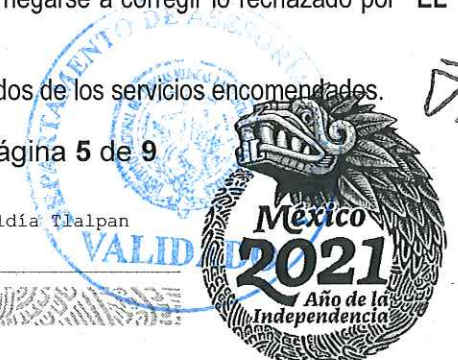 negarse a corregir lo rechazado por "EL
dos de los servicios encomendados.
ágina 5 de 9
ldía Tlalpan
VALIDADO
México
2021
Año de la
Independencia